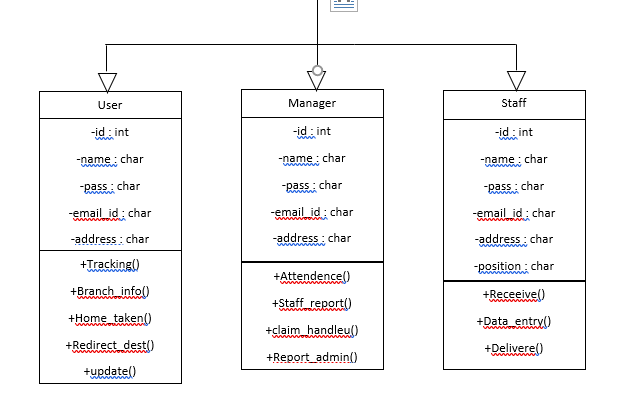 User
-id : int
-name : char
-pass : char
-email_id : char
-address : char
+Tracking()
+Branch_info()
+Home_taken()
+Redirect_dest()
+update()
Manager
-id : int
-name : char
-pass : char
-email_id : char
-address : char
+Attendence()
+Staff_report()
+claim_handleu()
+Report_admin()
Staff
-id : int
-name : char
-pass : char
-email_id : char
-address : char
-position : char
+Receeive()
+Data_entry()
+Delivere()